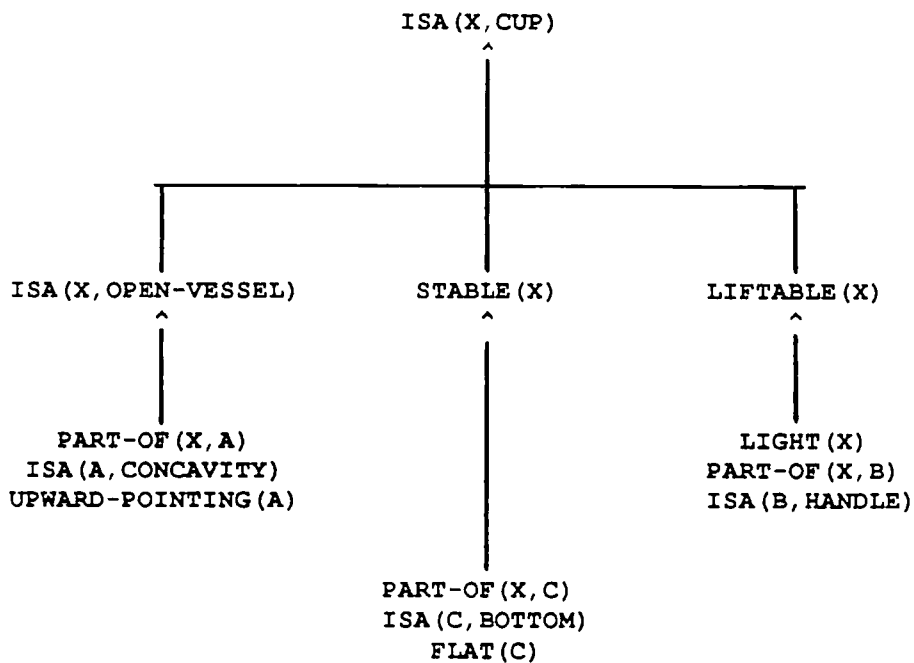 ISA(X,CUP)
ISA(X,OPEN-VESSEL) STABLE(X) LIFTABLE(X)
PART-OF(X,A) LIGHT(X)
ISA(A,CONCAVITY) PART-OF(X,B)
UPWARD-POINTING(A) ISA(B,HANDLE)
PART-OF(X,C)
ISA(C,BOTTOM)
FLAT(C)